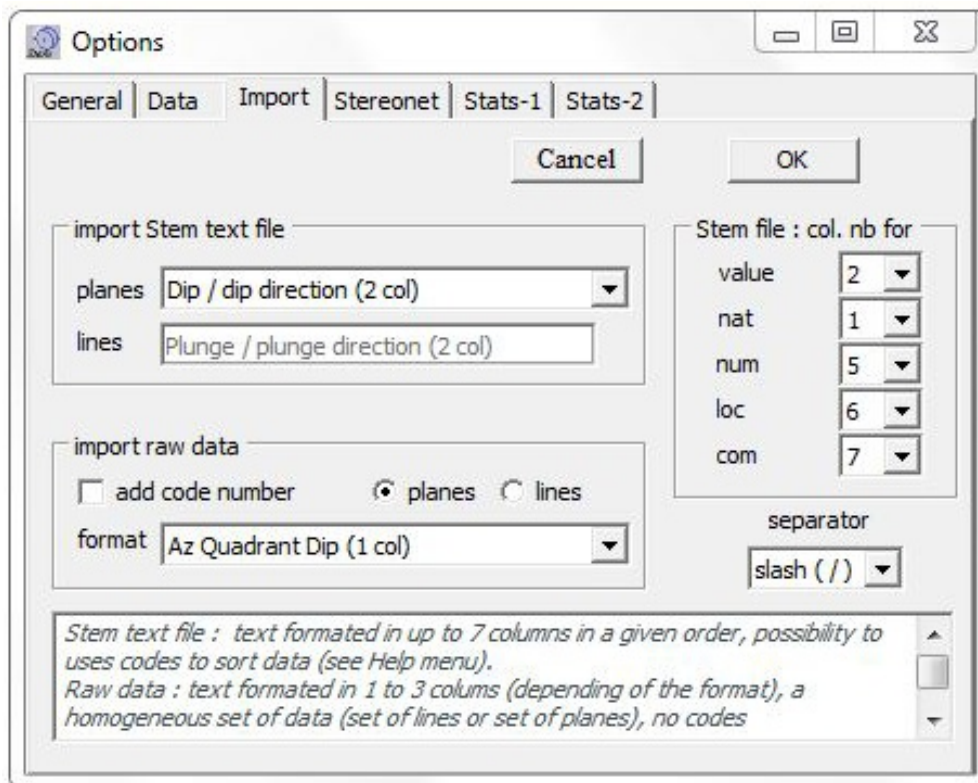 Options
General Data Import Stereonet Stats-1 Stats-2
Cancel OK
import Stem text file
planes Dip / dip direction (2 col)
lines Plunge / plunge direction (2 col)
Stem file : col. nb for
value 2
nat 1
num 5
loc 6
com 7
import raw data
add code number planes lines
format Az Quadrant Dip (1 col)
separator
slash ( / )
Stem text file : text formated in up to 7 columns in a given order, possibility to
uses codes to sort data (see Help menu).
Raw data : text formated in 1 to 3 colums (depending of the format), a
homogeneous set of data (set of lines or set of planes), no codes